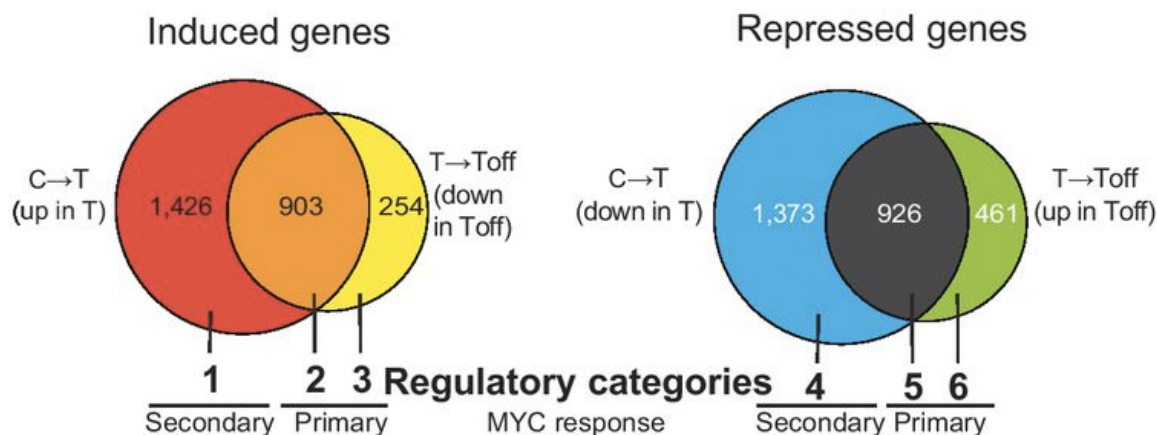 Induced genes
Repressed genes
C→T
(up in T)
1,426
903
254
T→Toff
(down
in Toff)
C→T
(down in T)
1,373
926
461
T→Toff
(up in Toff)
1 2 3 Regulatory categories 4 5 6
Secondary Primary MYC response Secondary Primary